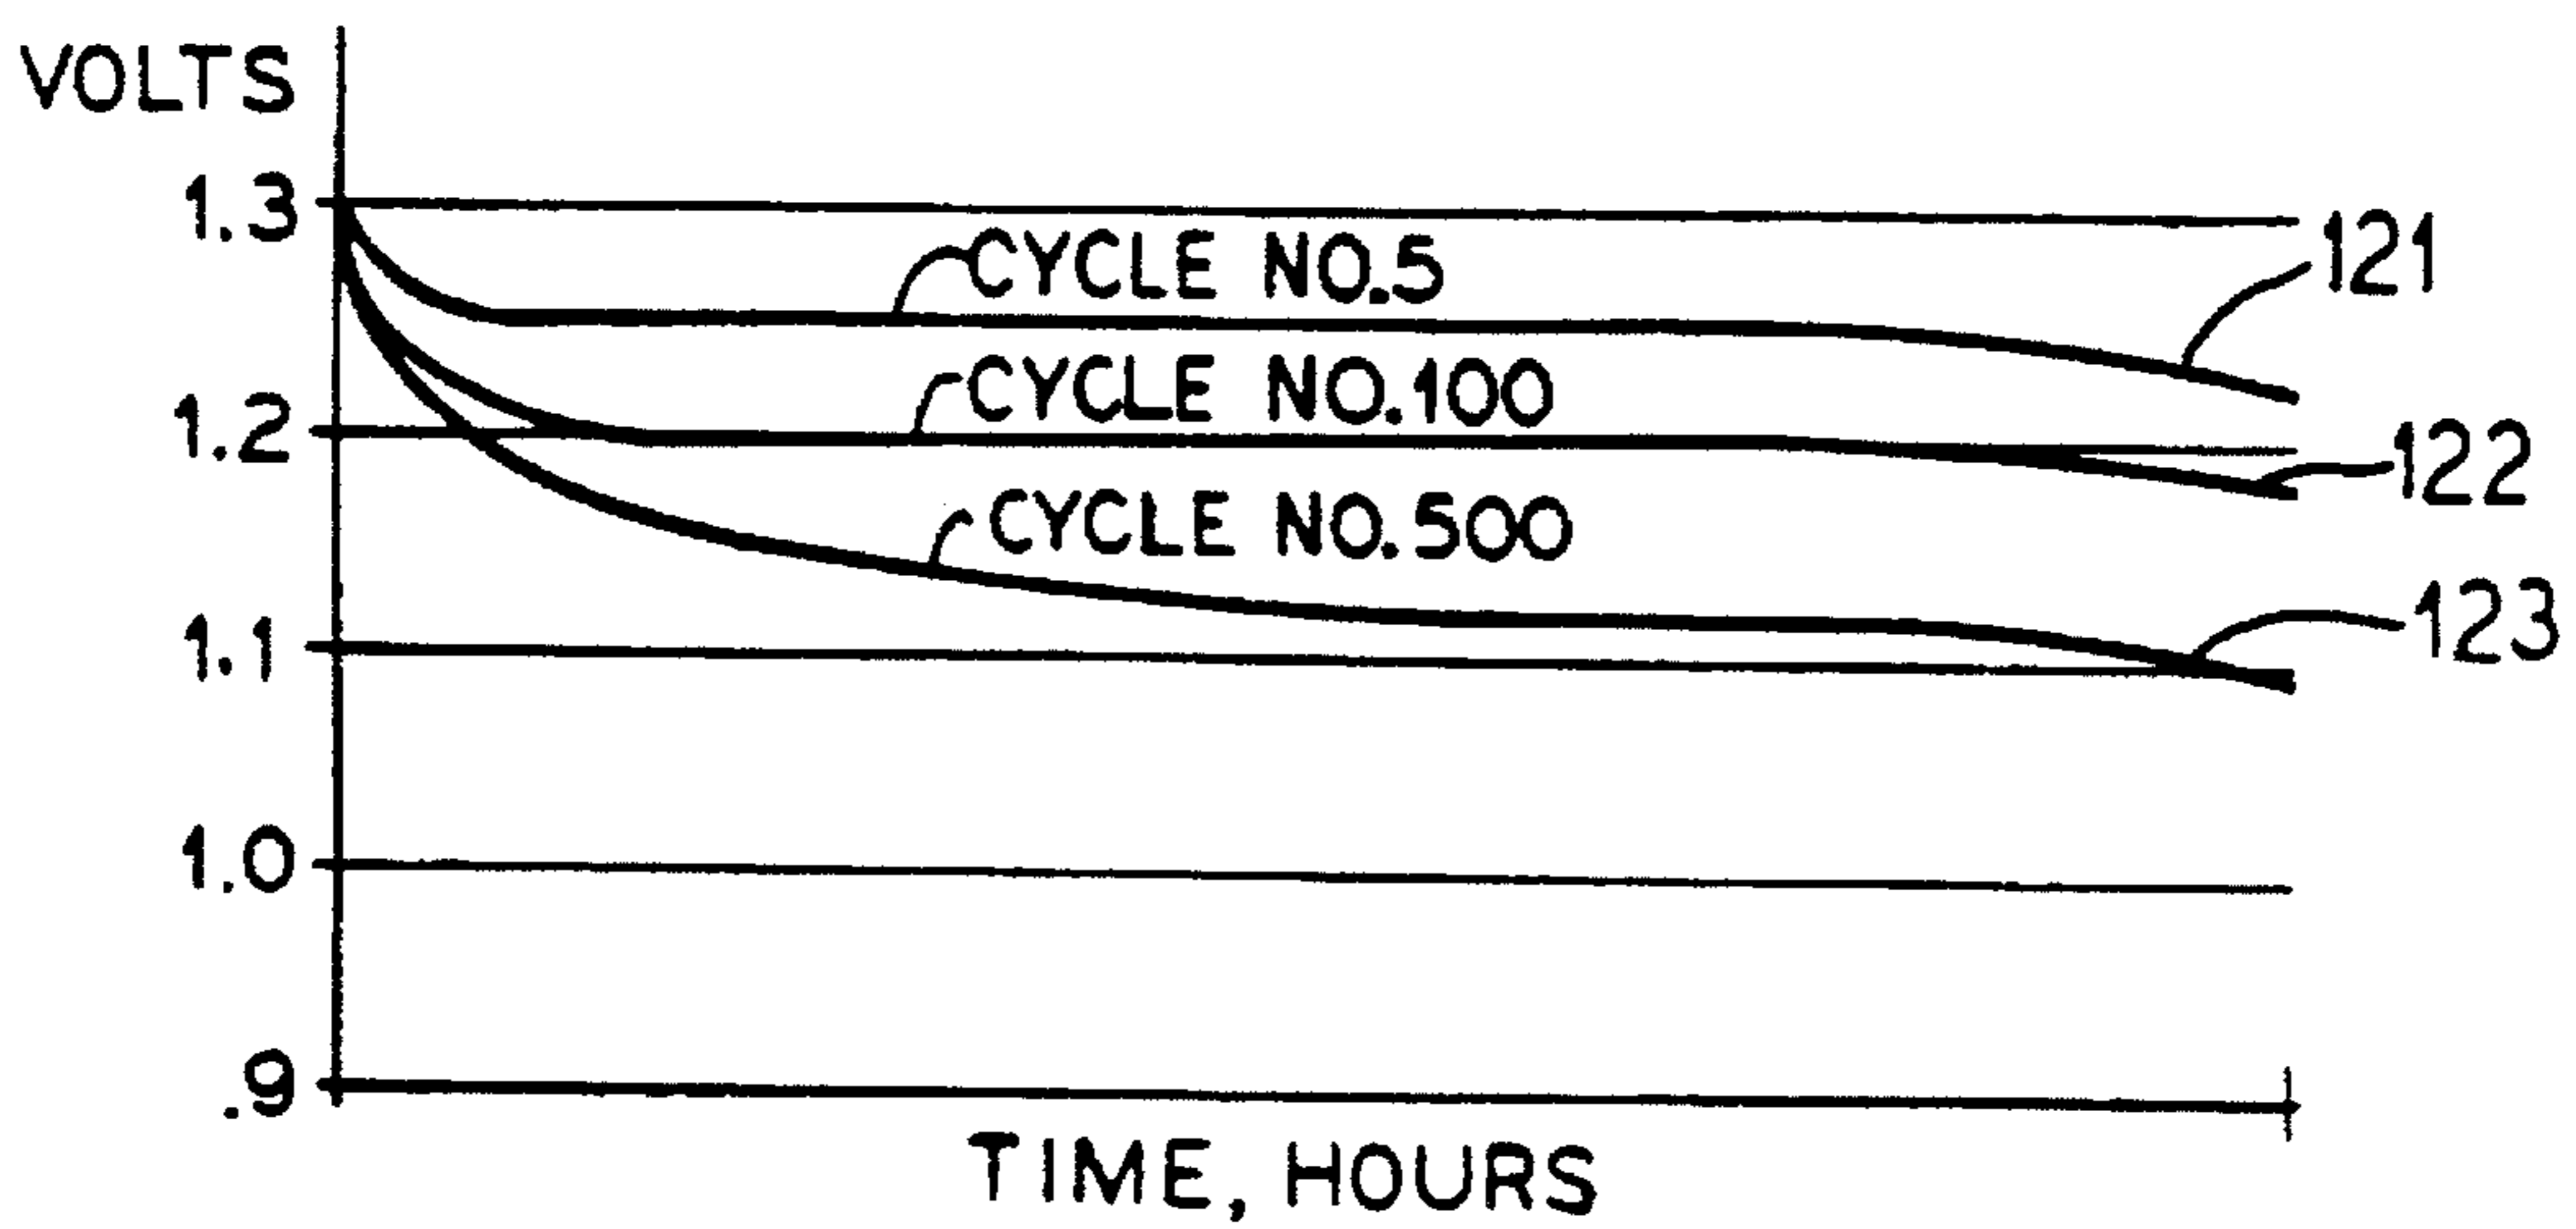 VOLTS
1.3
CYCLE NO.5
121
CYCLE NO.100
1.2
122
CYCLE NO.500
123
1.1
1.0
.9
TIME, HOURS